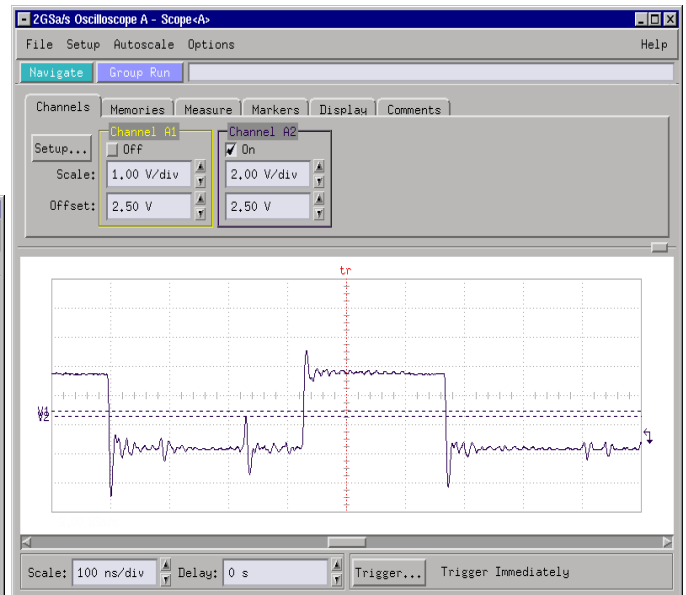 2GSa/s Oscilloscope A - Scope<A>
File Setup Autoscale Options Help
Navigate Group Run
Channels Memories Measure Markers Display Comments
Channel A1 Channel A2
Setup... Off On
Scale: 1.00 V/div 2.00 V/div
Offset: 2.50 V 2.50 V
tr
V1
V2
Scale: 100 ns/div Delay: 0 s Trigger... Trigger Immediately